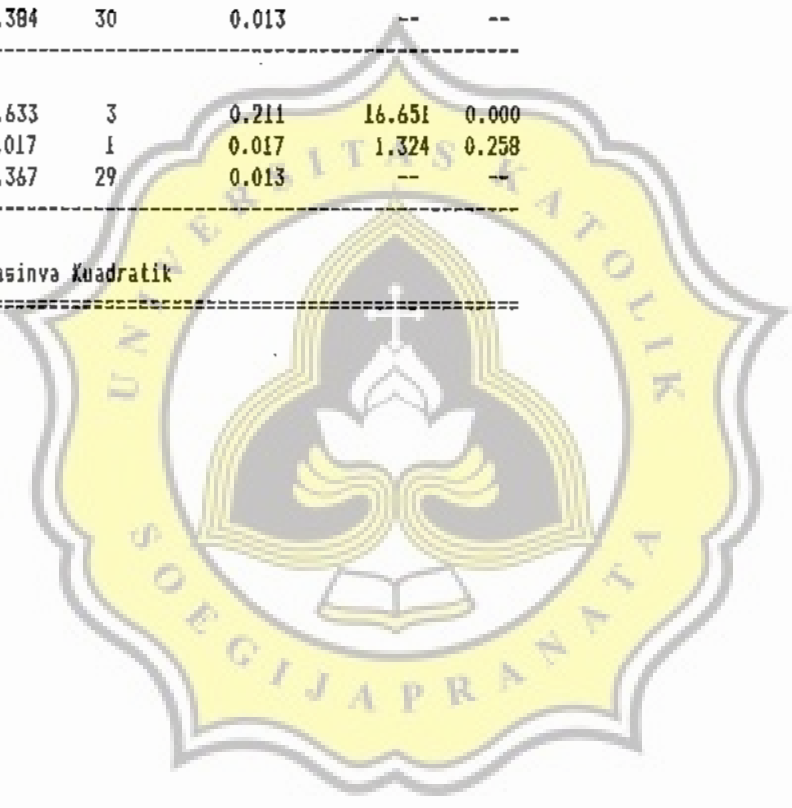 .384 30 0.013 -- --
.633 3 0.211 16.651 0.000
.017 1 0.017 1.324 0.258
.367 29 0.013 -- --
asinya Kuadratik
UNIVERSITAS KATOLIK
SOEGIJAPRANATA